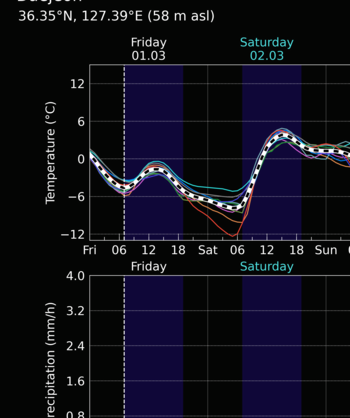 36.35°N, 127.39°E (58 m asl)
Friday Saturday
01.03 02.03
Temperature (°C)
12
6
0
−6
−12
Fri 06 12 18 Sat 06 12 18 Sun
Friday Saturday
recipitation (mm/h)
4.0
3.2
2.4
1.6
0.8